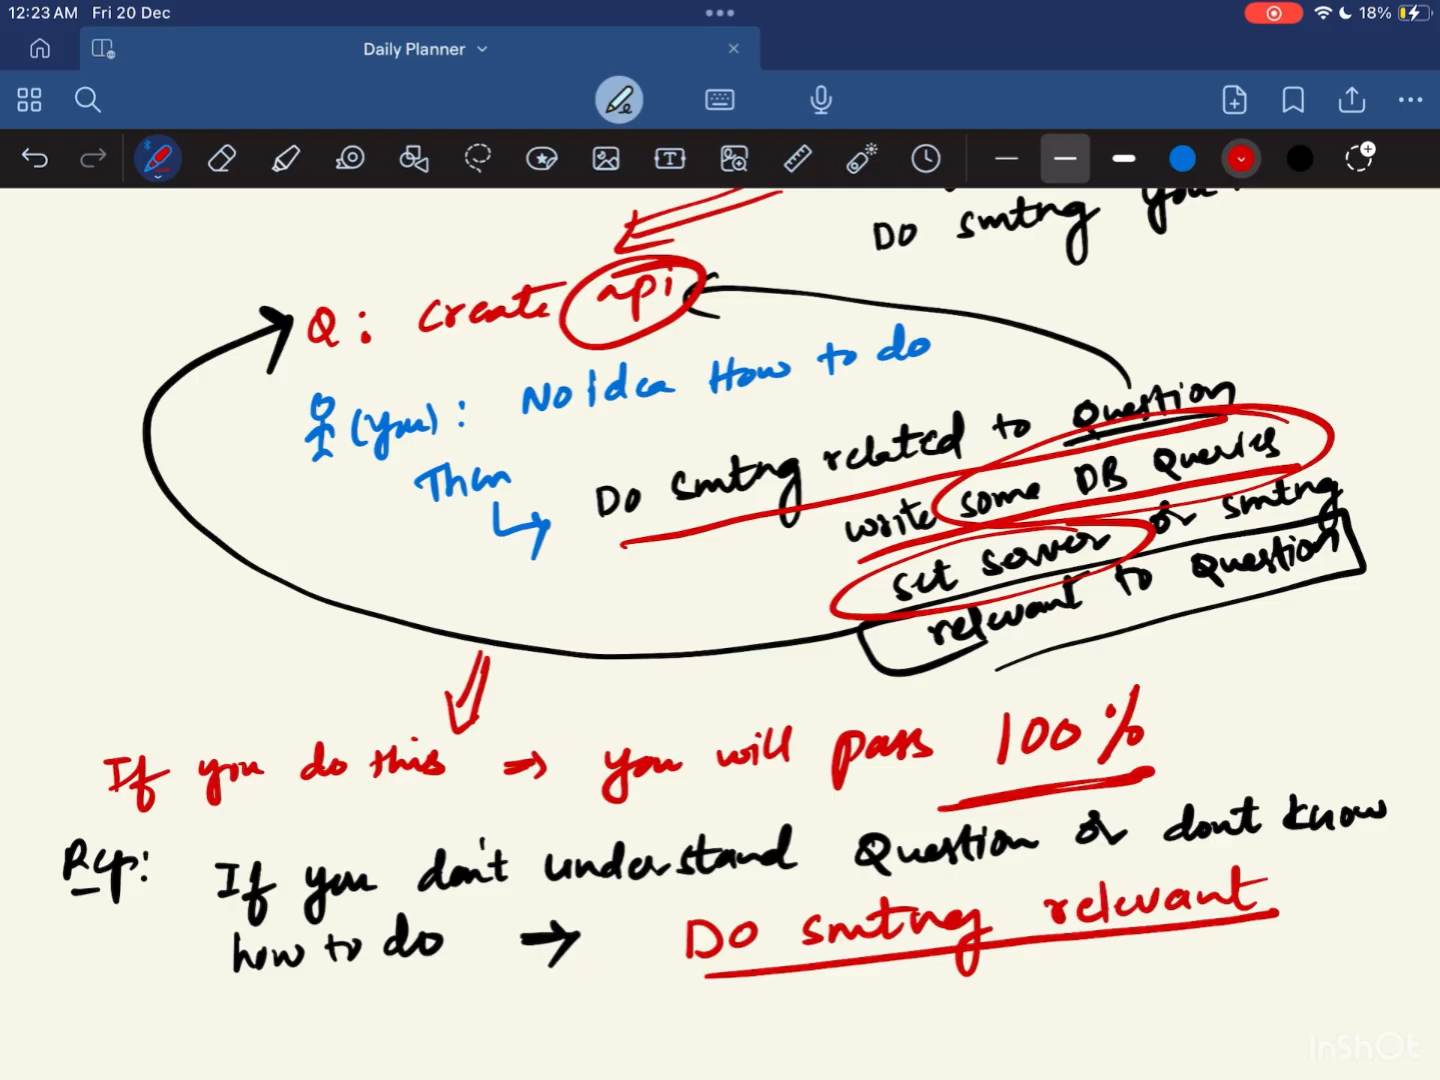 12:23 AM Fri 20 Dec
18%
Daily Planner
Do smtng you
Q: create api
(you): No Idea How to do
Then
Do smtng related to Question
write some DB Queries
set server or smtng
relevant to Question
If you do this ⇒ you will pass 100%
Rep: If you don't understand Question or dont know
how to do → Do smtng relevant
InShOt